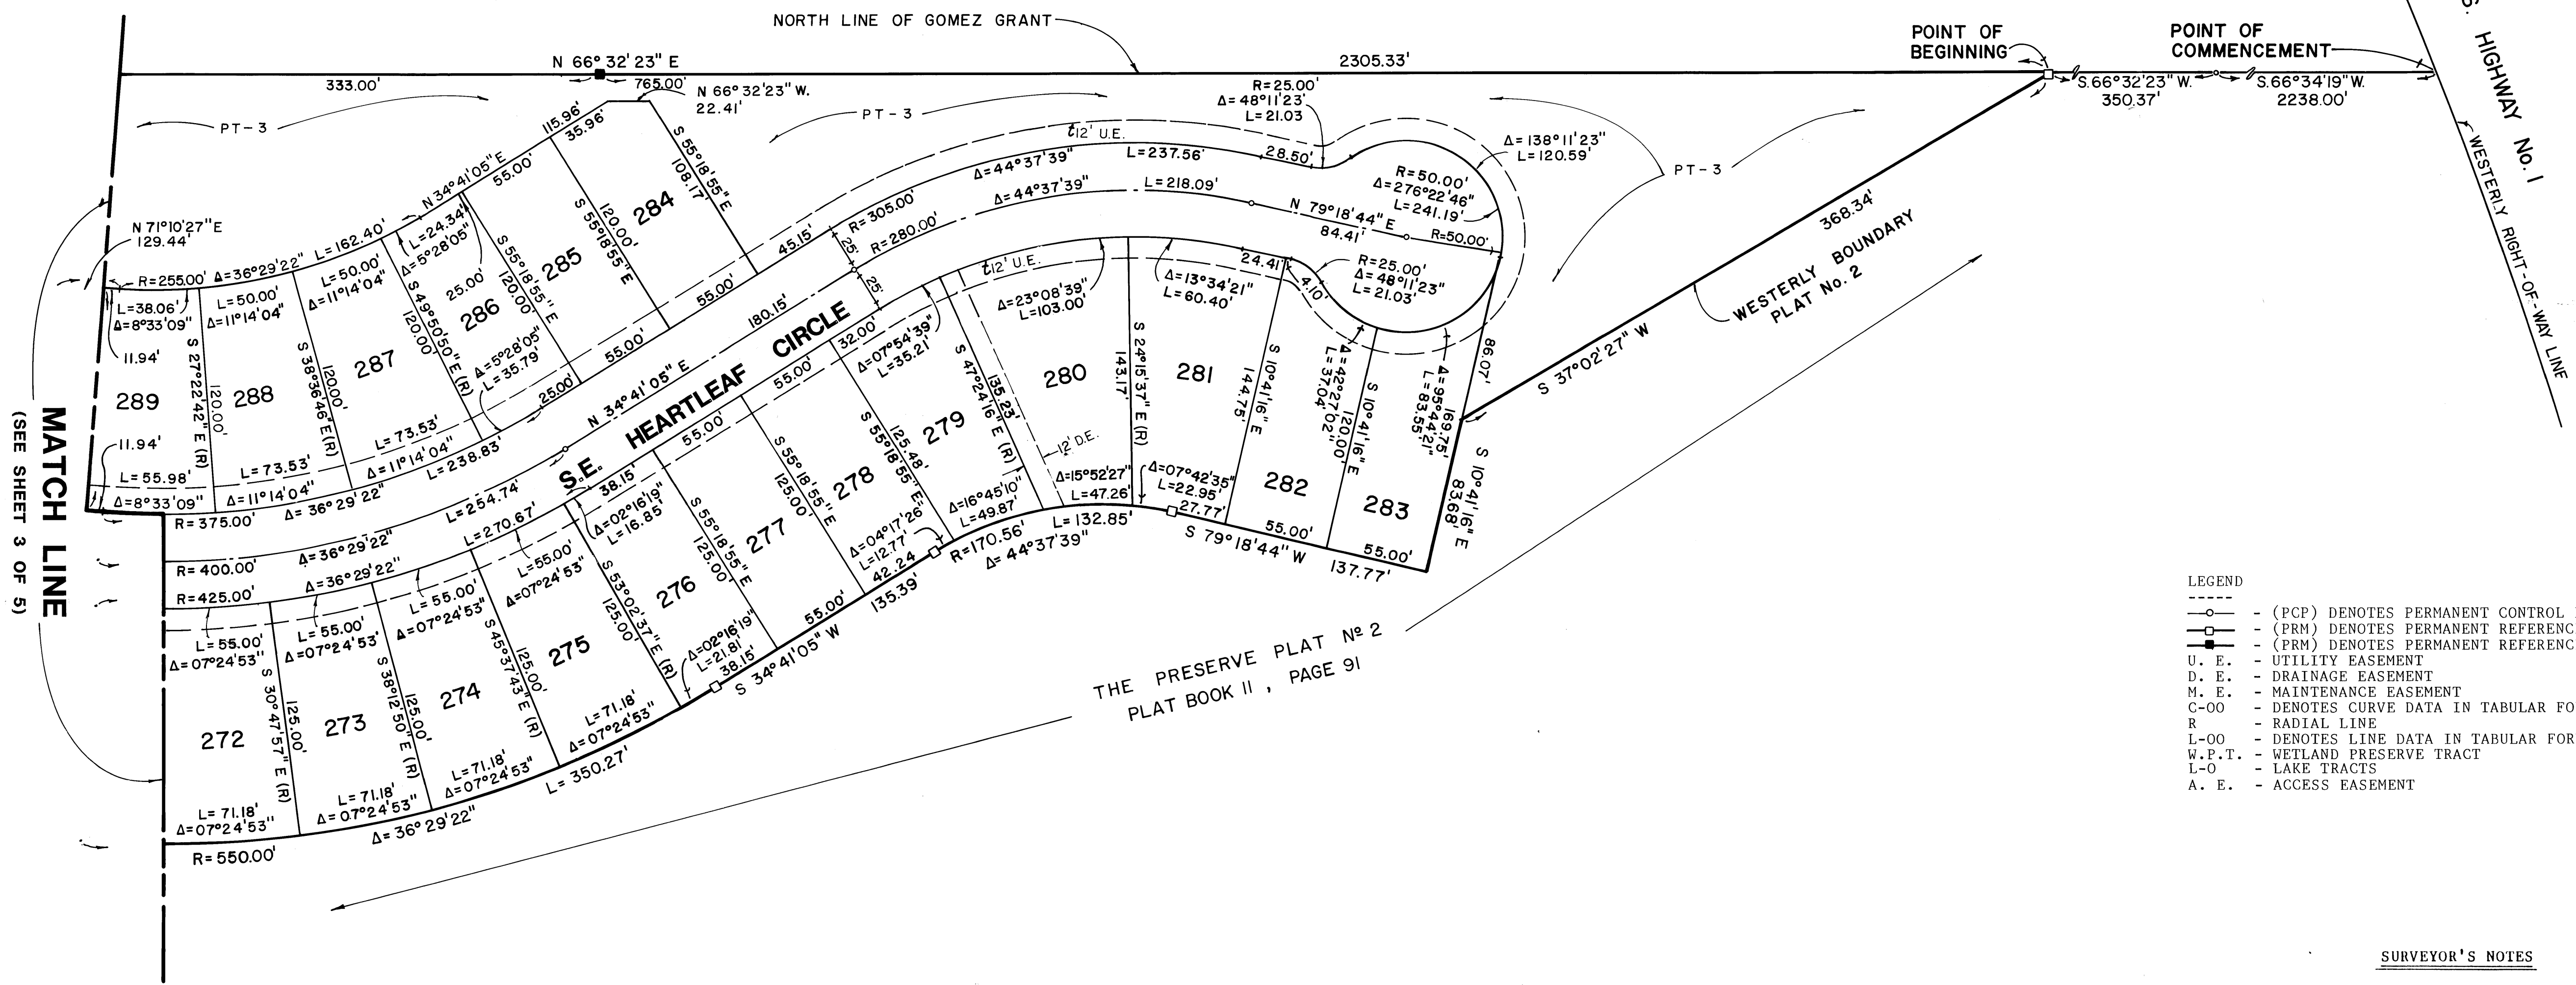 NORTH LINE OF GOMEZ GRANT
N 66° 32' 23" E
333.00'
765.00'
N 66°32'23" W.
22.41'
2305.33'
POINT OF
BEGINNING
POINT OF
COMMENCEMENT
S.66°32'23"W.
350.37'
S.66°34'19"W.
2238.00'
S. HIGHWAY No. 1
WESTERLY RIGHT-OF-WAY LINE
PT-3
PT-3
PT-3
R=25.00'
Δ=48°11'23'
L=21.03
12' U.E.
Δ=44°37'39"
L=237.56'
28.50'
Δ=138°11'23"
L=120.59'
R=50.00'
Δ=276°22'46"
L=241.19'
115.96'
35.96'
N34°41'05"E
55.00'
S 55°18'55"E
108.17'
284
120.00'
S 55°18'55"E
45.15'
R=305.00'
R=280.00'
Δ=44°37'39"
L=218.09'
N 79°18'44" E
84.41'
R=50.00'
25'
25'
N 71°10'27"E
129.44'
R=255.00'
Δ=36°29'22"
L=162.40'
L=24.34'
Δ=5°28'05"
25.00'
285
S 55°18'55"E
120.00'
55.00'
55.00'
25.00'
286
S 49°50'50"E (R)
120.00'
Δ=5°28'05"
L=35.79'
L=50.00'
Δ=11°14'04"
287
S 38°36'46"E(R)
120.00'
L=73.53'
Δ=11°14'04"
L=238.83'
L=50.00'
Δ=11°14'04"
288
S 27°22'42"E (R)
120.00'
L=73.53'
Δ=11°14'04"
L=38.06'
Δ=8°33'09"
11.94'
289
11.94'
L=55.98'
Δ=8°33'09"
R=375.00'
Δ=36°29'22"
MATCH LINE
(SEE SHEET 3 OF 5)
180.15'
N 34°41'05" E
S.E. HEARTLEAF CIRCLE
L=254.74'
R=400.00'
Δ=36°29'22"
L=270.67'
R=425.00'
Δ=36°29'22"
L=55.00'
Δ=07°24'53"
272
S 30°47'57"E (R)
125.00'
L=71.18'
Δ=07°24'53"
L=55.00'
Δ=07°24'53'
273
S 38°12'50"E (R)
125.00'
L=71.18'
Δ=07°24'53"
L=55.00'
Δ=07°24'53"
274
S 45°37'43"E (R)
125.00'
L=71.18'
Δ=07°24'53"
L=55.00'
Δ=07°24'53"
275
S 53°02'37"E (R)
125.00'
L=71.18'
Δ=07°24'53"
R=550.00'
Δ=36°29'22"
L=350.27'
38.15'
Δ=02°16'19"
L=16.85'
276
S 55°18'55"E
125.00'
Δ=02°16'19"
L=21.81'
38.15'
S 34°41'05" W
55.00'
277
S 55°18'55"E
125.00'
55.00'
135.39'
55.00'
278
S 55°18'55"E
125.48'
Δ=04°17'26"
L=12.77'
42.24
32.00'
Δ=07°54'39"
L=35.21'
279
S 47°24'16"E (R)
135.23'
Δ=16°45'10"
L=49.87'
R=170.56'
Δ=44°37'39"
L=132.85'
12' U.E.
Δ=23°08'39"
L=103.00'
280
12' D.E.
Δ=15°52'27"
L=47.26'
S 24°15'37" E (R)
143.17'
Δ=13°34'21"
L=60.40'
24.41'
281
Δ=07°42'35"
L=22.95'
27.77'
S 10°41'16"E
144.75'
4.10'
R=25.00'
Δ=48°11'23"
L=21.03'
282
Δ=42°27'02"
L=37.04'
S 10°41'16"E
120.00'
55.00'
283
Δ=95°44'21"
L=83.55'
169.75'
86.07'
S 10°41'16"E
83.68'
55.00'
S 79°18'44"W
137.77'
368.34'
WESTERLY BOUNDARY
PLAT No. 2
S 37°02'27" W
THE PRESERVE PLAT Nº 2
PLAT BOOK 11 , PAGE 91
LEGEND
- (PCP) DENOTES PERMANENT CONTROL
- (PRM) DENOTES PERMANENT REFERENC
- (PRM) DENOTES PERMANENT REFERENC
U. E. - UTILITY EASEMENT
D. E. - DRAINAGE EASEMENT
M. E. - MAINTENANCE EASEMENT
C-OO - DENOTES CURVE DATA IN TABULAR FO
R - RADIAL LINE
L-OO - DENOTES LINE DATA IN TABULAR FOR
W.P.T. - WETLAND PRESERVE TRACT
L-O - LAKE TRACTS
A. E. - ACCESS EASEMENT
SURVEYOR'S NOTES